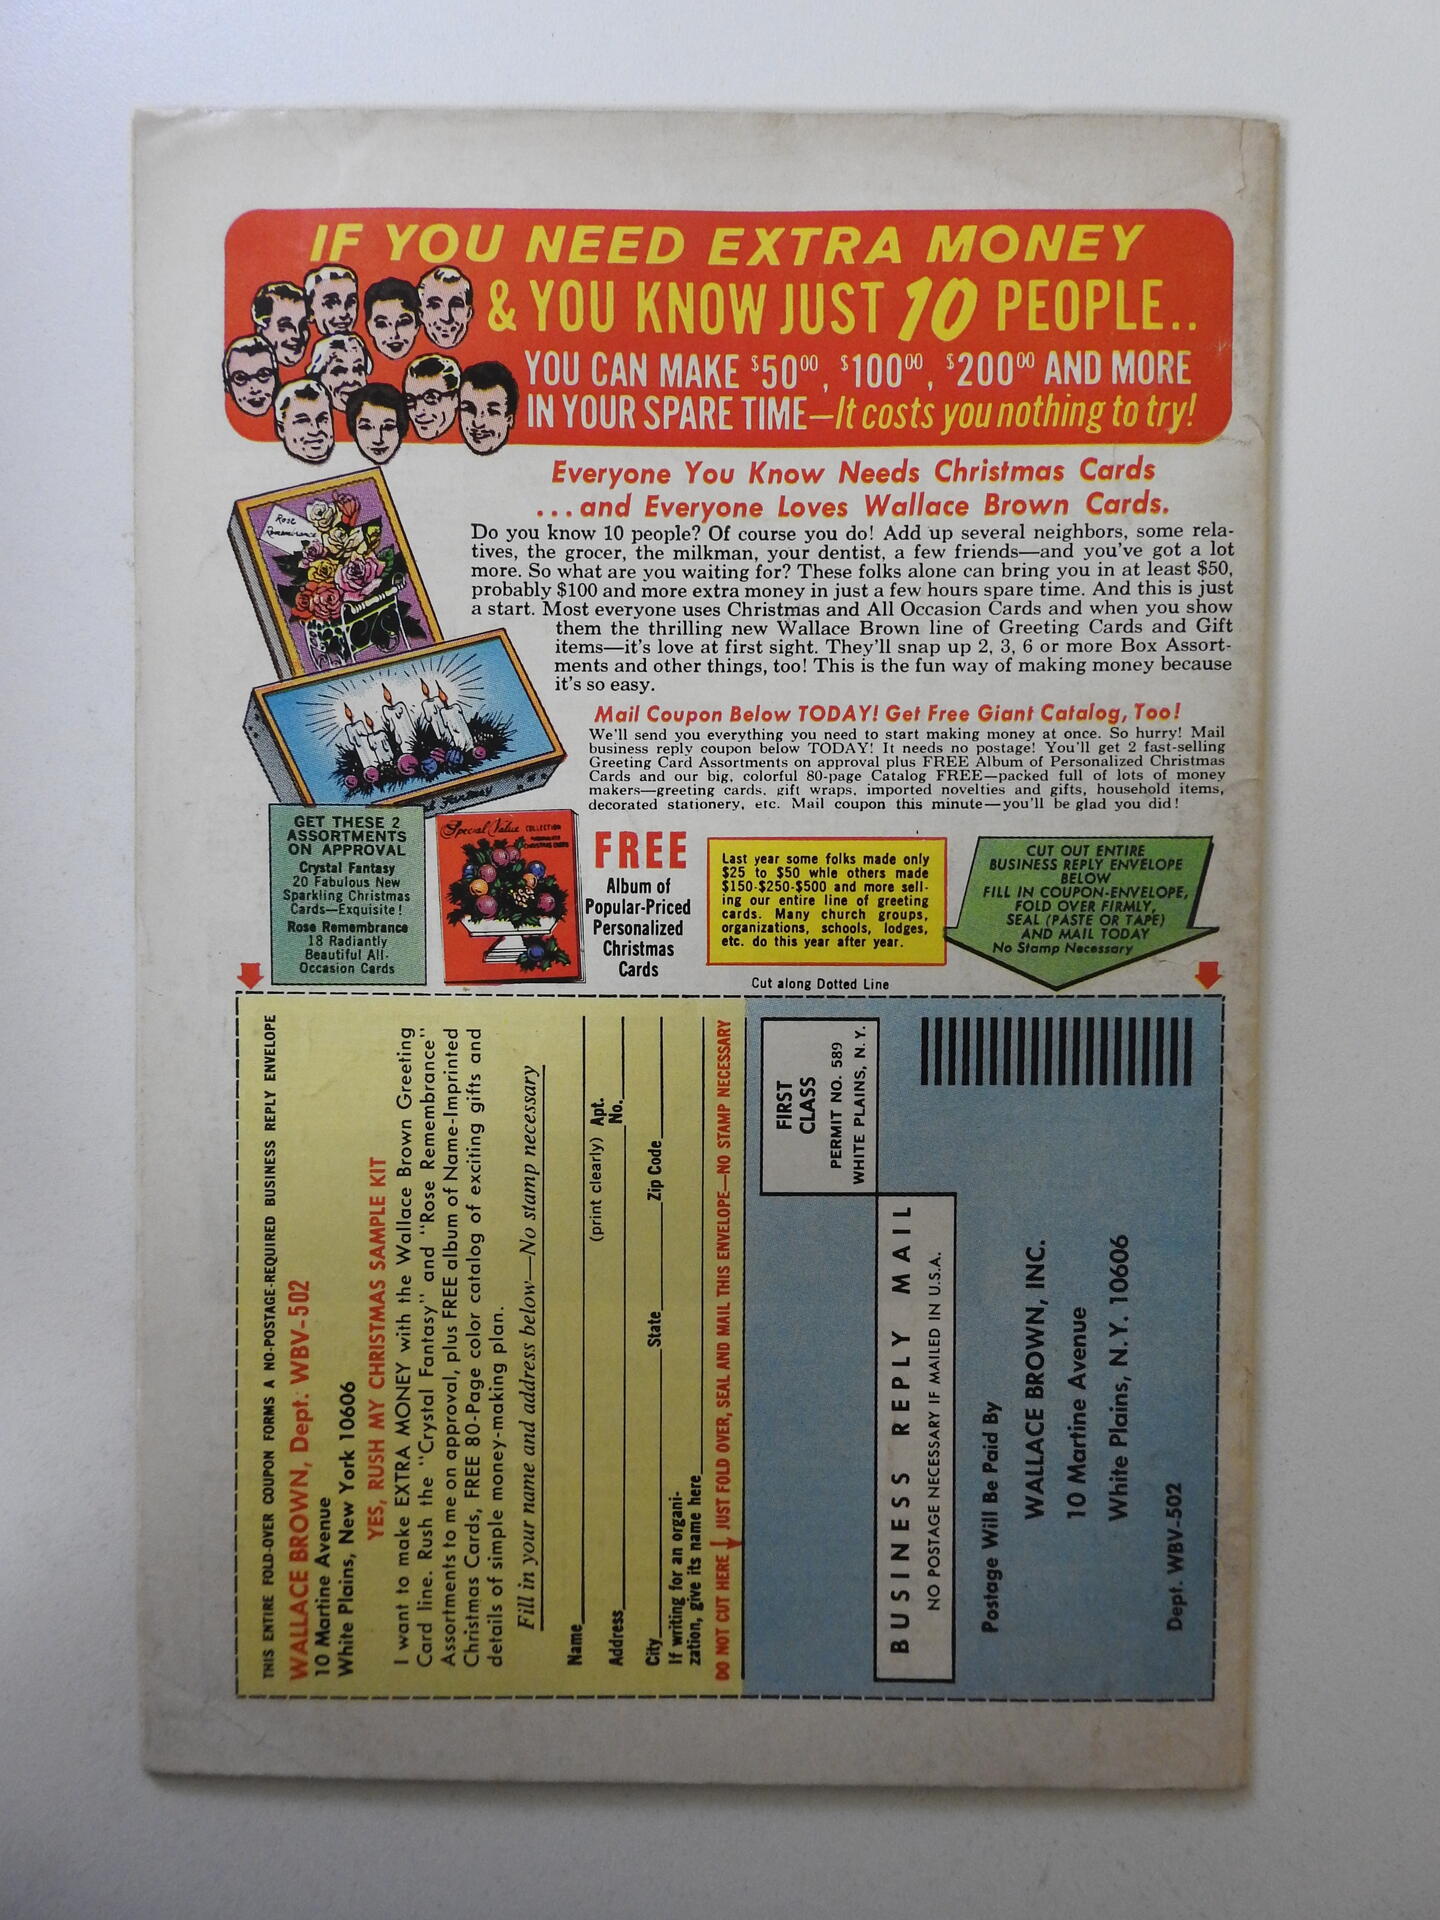 IF YOU NEED EXTRA MONEY
& YOU KNOW JUST 10 PEOPLE..
YOU CAN MAKE $5000, $10000, $20000 AND MORE
IN YOUR SPARE TIME—It costs you nothing to try!
Everyone You Know Needs Christmas Cards
...and Everyone Loves Wallace Brown Cards.
Do you know 10 people? Of course you do! Add up several neighbors, some rela-
tives, the grocer, the milkman, your dentist, a few friends—and you've got a lot
more. So what are you waiting for? These folks alone can bring you in at least $50,
probably $100 and more extra money in just a few hours spare time. And this is just
a start. Most everyone uses Christmas and All Occasion Cards and when you show
them the thrilling new Wallace Brown line of Greeting Cards and Gift
items—it's love at first sight. They'll snap up 2, 3, 6 or more Box Assort-
ments and other things, too! This is the fun way of making money because
it's so easy.
Rose
Remembrance
Mail Coupon Below TODAY! Get Free Giant Catalog, Too!
We'll send you everything you need to start making money at once. So hurry! Mail
business reply coupon below TODAY! It needs no postage! You'll get 2 fast-selling
Greeting Card Assortments on approval plus FREE Album of Personalized Christmas
Cards and our big, colorful 80-page Catalog FREE—packed full of lots of money
makers—greeting cards, gift wraps, imported novelties and gifts, household items,
decorated stationery, etc. Mail coupon this minute—you'll be glad you did!
Fantasy
GET THESE 2
ASSORTMENTS
ON APPROVAL
Crystal Fantasy
20 Fabulous New
Sparkling Christmas
Cards—Exquisite!
Rose Remembrance
18 Radiantly
Beautiful All-
Occasion Cards
Special Value COLLECTION
CHRISTMAS CARDS
FREE
Album of
Popular-Priced
Personalized
Christmas
Cards
Last year some folks made only
$25 to $50 whle others made
$150-$250-$500 and more sell-
ing our entire line of greeting
cards. Many church groups,
organizations, schools, lodges,
etc. do this year after year.
CUT OUT ENTIRE
BUSINESS REPLY ENVELOPE
BELOW
FILL IN COUPON-ENVELOPE,
FOLD OVER FIRMLY,
SEAL (PASTE OR TAPE)
AND MAIL TODAY
No Stamp Necessary
Cut along Dotted Line
THIS ENTIRE FOLD-OVER COUPON FORMS A NO-POSTAGE-REQUIRED BUSINESS REPLY ENVELOPE
WALLACE BROWN, Dept. WBV-502
10 Martine Avenue
White Plains, New York 10606
YES, RUSH MY CHRISTMAS SAMPLE KIT
I want to make EXTRA MONEY with the Wallace Brown Greeting
Card line. Rush the "Crystal Fantasy" and "Rose Remembrance"
Assortments to me on approval, plus FREE album of Name-Imprinted
Christmas Cards, FREE 80-Page color catalog of exciting gifts and
details of simple money-making plan.
Fill in your name and address below—No stamp necessary
Name
(print clearly)
Address Apt. No.
City State Zip Code
If writing for an organi-
zation, give its name here
DO NOT CUT HERE JUST FOLD OVER, SEAL AND MAIL THIS ENVELOPE—NO STAMP NECESSARY
FIRST
CLASS
PERMIT NO. 589
WHITE PLAINS, N.Y.
BUSINESS REPLY MAIL
NO POSTAGE NECESSARY IF MAILED IN U.S.A.
Postage Will Be Paid By
WALLACE BROWN, INC.
10 Martine Avenue
White Plains, N.Y. 10606
Dept. WBV-502